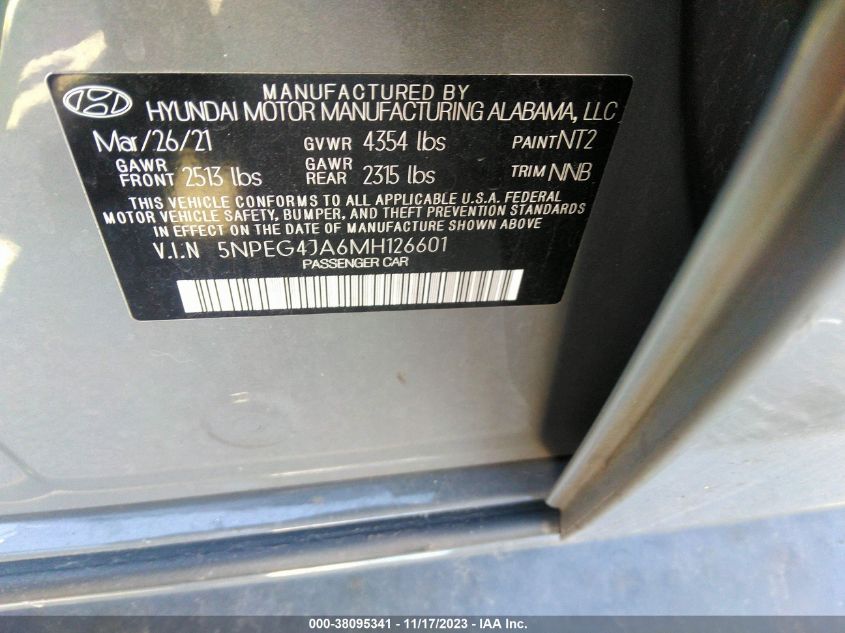 MANUFACTURED BY
HYUNDAI MOTOR MANUFACTURING ALABAMA, LLC
Mar/26/21 GVWR 4354 lbs PAINT NT2
GAWR FRONT 2513 lbs GAWR REAR 2315 lbs TRIM NNB
THIS VEHICLE CONFORMS TO ALL APPLICABLE U.S.A. FEDERAL
MOTOR VEHICLE SAFETY, BUMPER, AND THEFT PREVENTION STANDARDS
IN EFFECT ON THE DATE OF MANUFACTURE SHOWN ABOVE
V.I.N 5NPEG4JA6MH126601
PASSENGER CAR
000-38095341 - 11/17/2023 - IAA Inc.